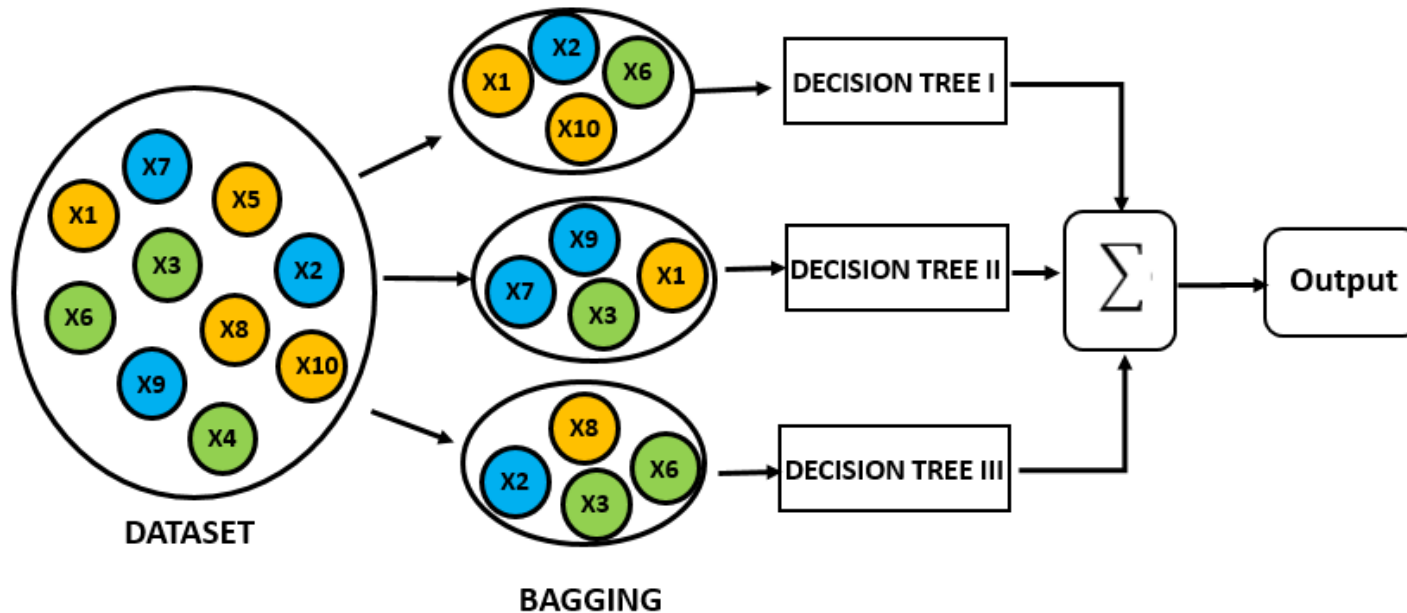 X7
X5
X1
X3
X2
X6
X8
X10
X9
X4
DATASET
X2
X1
X6
X10
X9
X1
X7
X3
X8
X6
X2
X3
BAGGING
DECISION TREE I
DECISION TREE II
DECISION TREE III
∑
Output